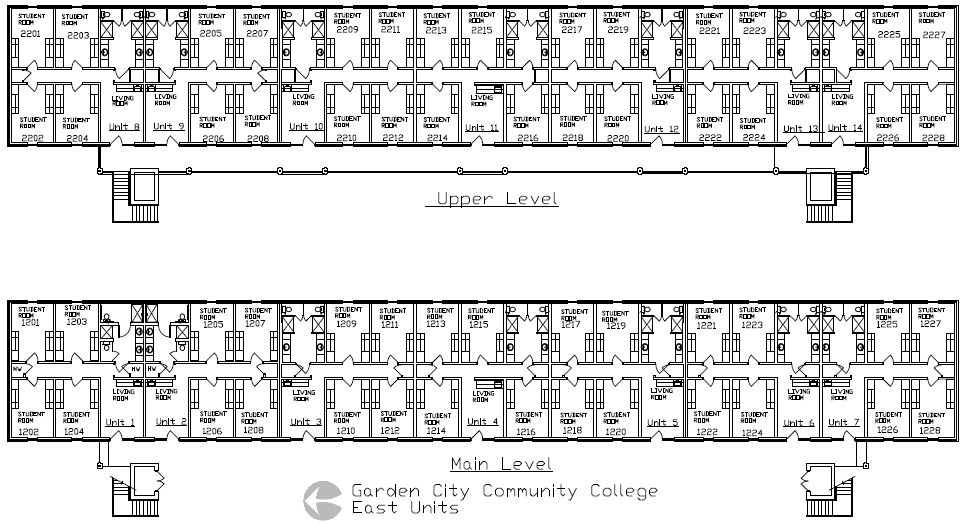 STUDENT ROOM 2201
STUDENT ROOM 2203
STUDENT ROOM 2205
STUDENT ROOM 2207
STUDENT ROOM 2209
STUDENT ROOM 2211
STUDENT ROOM 2213
STUDENT ROOM 2215
STUDENT ROOM 2217
STUDENT ROOM 2219
STUDENT ROOM 2221
STUDENT ROOM 2223
STUDENT ROOM 2225
STUDENT ROOM 2227
LIVING ROOM
LIVING ROOM
LIVING ROOM
LIVING ROOM
LIVING ROOM
LIVING ROOM
LIVING ROOM
STUDENT ROOM 2202
STUDENT ROOM 2204
Unit 8
Unit 9
STUDENT ROOM 2206
STUDENT ROOM 2208
Unit 10
STUDENT ROOM 2210
STUDENT ROOM 2212
STUDENT ROOM 2214
Unit 11
STUDENT ROOM 2216
STUDENT ROOM 2218
STUDENT ROOM 2220
Unit 12
STUDENT ROOM 2222
STUDENT ROOM 2224
Unit 13
Unit 14
STUDENT ROOM 2226
STUDENT ROOM 2228
Upper Level
STUDENT ROOM 1201
STUDENT ROOM 1203
STUDENT ROOM 1205
STUDENT ROOM 1207
STUDENT ROOM 1209
STUDENT ROOM 1211
STUDENT ROOM 1213
STUDENT ROOM 1215
STUDENT ROOM 1217
STUDENT ROOM 1219
STUDENT ROOM 1221
STUDENT ROOM 1223
STUDENT ROOM 1225
STUDENT ROOM 1227
HW
HW
HW
LIVING ROOM
LIVING ROOM
LIVING ROOM
LIVING ROOM
LIVING ROOM
LIVING ROOM
LIVING ROOM
STUDENT ROOM 1202
STUDENT ROOM 1204
Unit 1
Unit 2
STUDENT ROOM 1206
STUDENT ROOM 1208
Unit 3
STUDENT ROOM 1210
STUDENT ROOM 1212
STUDENT ROOM 1214
Unit 4
STUDENT ROOM 1216
STUDENT ROOM 1218
STUDENT ROOM 1220
Unit 5
STUDENT ROOM 1222
STUDENT ROOM 1224
Unit 6
Unit 7
STUDENT ROOM 1226
STUDENT ROOM 1228
Main Level
Garden City Community College
East Units